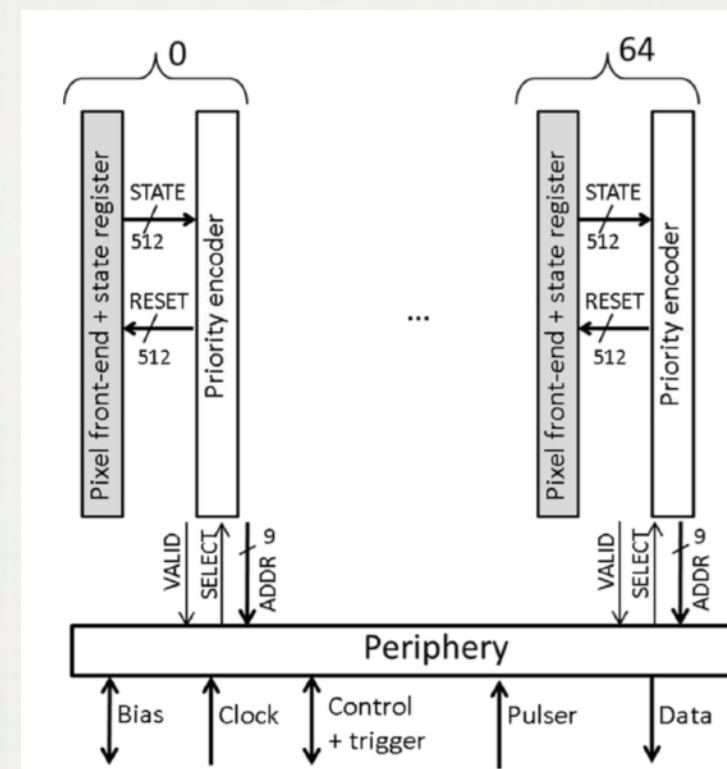 0
64
Pixel front-end + state register
STATE
512
RESET
512
Priority encoder
...
Pixel front-end + state register
STATE
512
RESET
512
Priority encoder
VALID
SELECT
9
ADDR
VALID
SELECT
9
ADDR
Periphery
Bias
Clock
Control
+ trigger
Pulser
Data